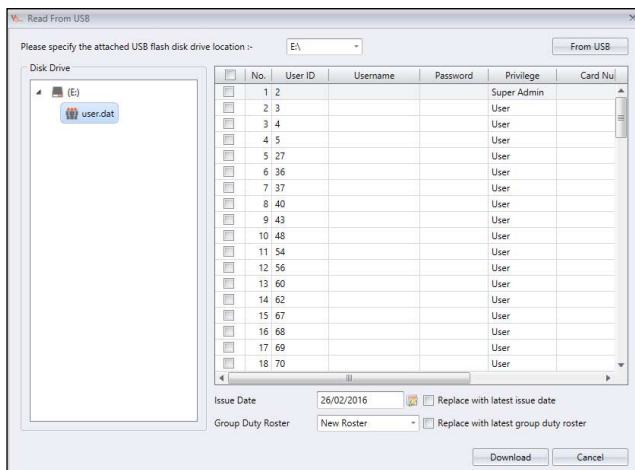 Read From USB
Please specify the attached USB flash disk drive location :-
E:\
From USB
Disk Drive
(E:)
user.dat
No. User ID Username Password Privilege Card Nu
1 2 Super Admin
2 3 User
3 4 User
4 5 User
5 27 User
6 36 User
7 37 User
8 40 User
9 43 User
10 48 User
11 54 User
12 56 User
13 60 User
14 62 User
15 67 User
16 68 User
17 69 User
18 70 User
Issue Date 26/02/2016 Replace with latest issue date
Group Duty Roster New Roster Replace with latest group duty roster
Download Cancel